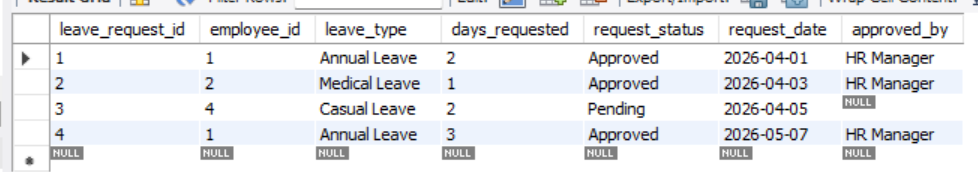 Result Grid Filter Rows: Edit: Export/Import: Wrap Cell Content:
leave_request_id employee_id leave_type days_requested request_status request_date approved_by
1 1 Annual Leave 2 Approved 2026-04-01 HR Manager
2 2 Medical Leave 1 Approved 2026-04-03 HR Manager
3 4 Casual Leave 2 Pending 2026-04-05 NULL
4 1 Annual Leave 3 Approved 2026-05-07 HR Manager
NULL NULL NULL NULL NULL NULL NULL